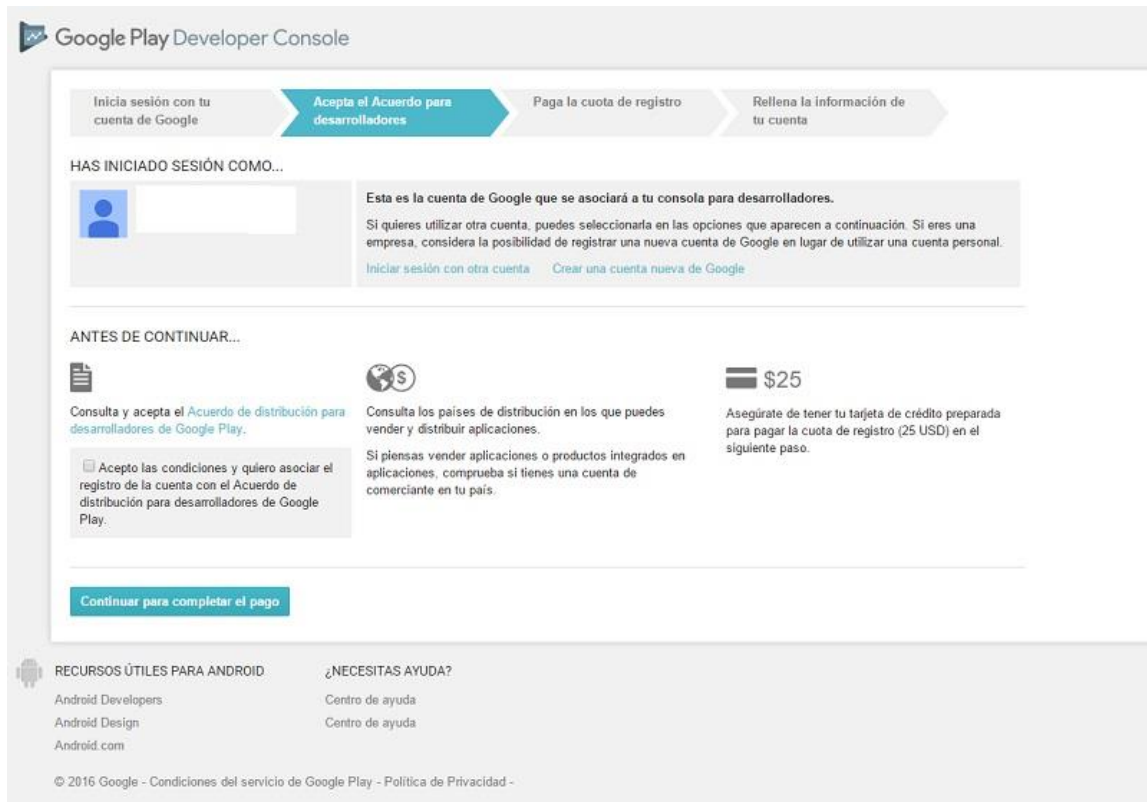 Google Play Developer Console
Inicia sesión con tu
cuenta de Google
Acepta el Acuerdo para
desarrolladores
Paga la cuota de registro
Rellena la información de
tu cuenta
HAS INICIADO SESIÓN COMO...
Esta es la cuenta de Google que se asociará a tu consola para desarrolladores.
Si quieres utilizar otra cuenta, puedes seleccionarla en las opciones que aparecen a continuación. Si eres una
empresa, considera la posibilidad de registrar una nueva cuenta de Google en lugar de utilizar una cuenta personal.
Iniciar sesión con otra cuenta Crear una cuenta nueva de Google
ANTES DE CONTINUAR...
Consulta y acepta el Acuerdo de distribución para
desarrolladores de Google Play.
Acepto las condiciones y quiero asociar el
registro de la cuenta con el Acuerdo de
distribución para desarrolladores de Google
Play.
$
Consulta los países de distribución en los que puedes
vender y distribuir aplicaciones.
Si piensas vender aplicaciones o productos integrados en
aplicaciones, comprueba si tienes una cuenta de
comerciante en tu país.
$25
Asegúrate de tener tu tarjeta de crédito preparada
para pagar la cuota de registro (25 USD) en el
siguiente paso.
Continuar para completar el pago
RECURSOS ÚTILES PARA ANDROID
Android Developers
Android Design
Android.com
¿NECESITAS AYUDA?
Centro de ayuda
Centro de ayuda
© 2016 Google - Condiciones del servicio de Google Play - Política de Privacidad -